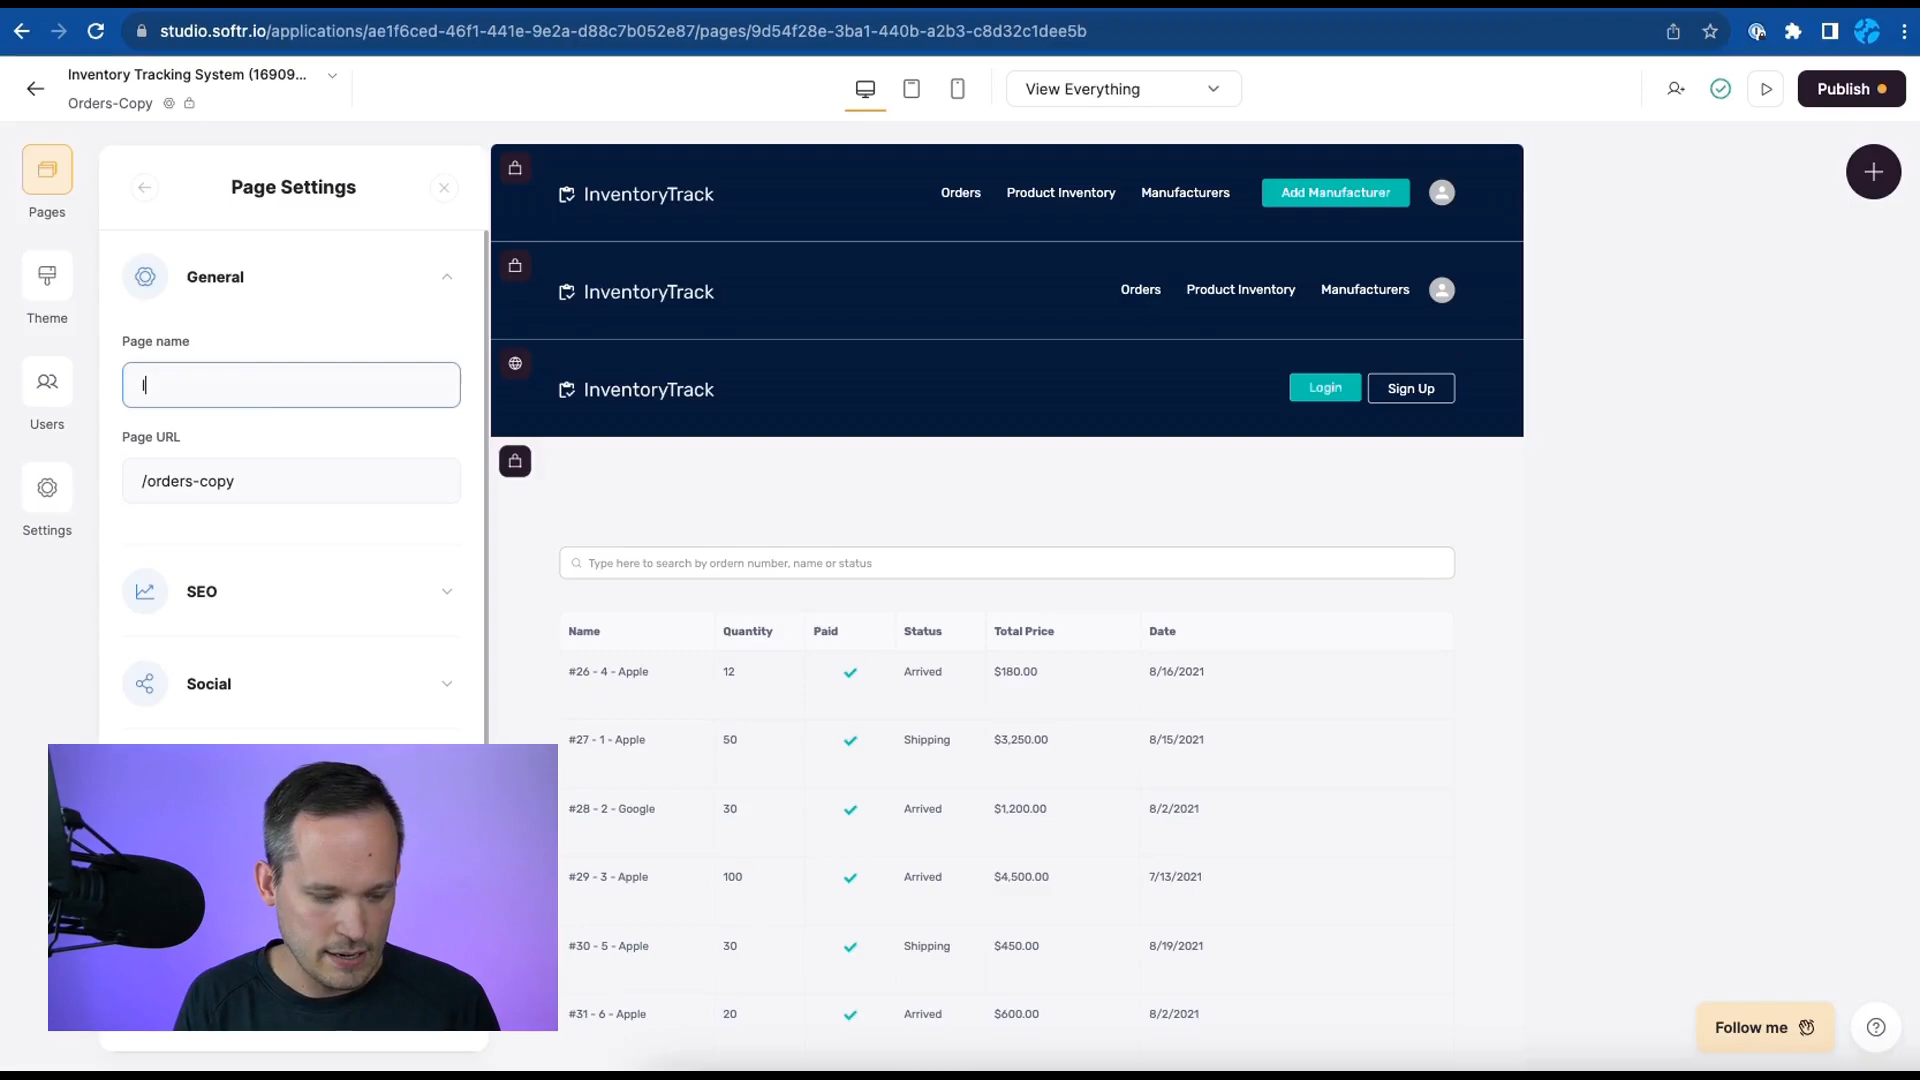 studio.softr.io/applications/ae1f6ced-46f1-441e-9e2a-d88c7b052e87/pages/9d54f28e-3ba1-440b-a2b3-c8d32c1dee5b
Inventory Tracking System (16909...
Orders-Copy
View Everything
Publish
Pages
Theme
Users
Settings
Page Settings
General
Page name
I
Page URL
/orders-copy
SEO
Social
InventoryTrack
Orders Product Inventory Manufacturers Add Manufacturer
InventoryTrack
Orders Product Inventory Manufacturers
InventoryTrack
Login Sign Up
Type here to search by ordern number, name or status
Name Quantity Paid Status Total Price Date
#26 - 4 - Apple 12 Arrived $180.00 8/16/2021
#27 - 1 - Apple 50 Shipping $3,250.00 8/15/2021
#28 - 2 - Google 30 Arrived $1,200.00 8/2/2021
#29 - 3 - Apple 100 Arrived $4,500.00 7/13/2021
#30 - 5 - Apple 30 Shipping $450.00 8/19/2021
#31 - 6 - Apple 20 Arrived $600.00 8/2/2021
Follow me